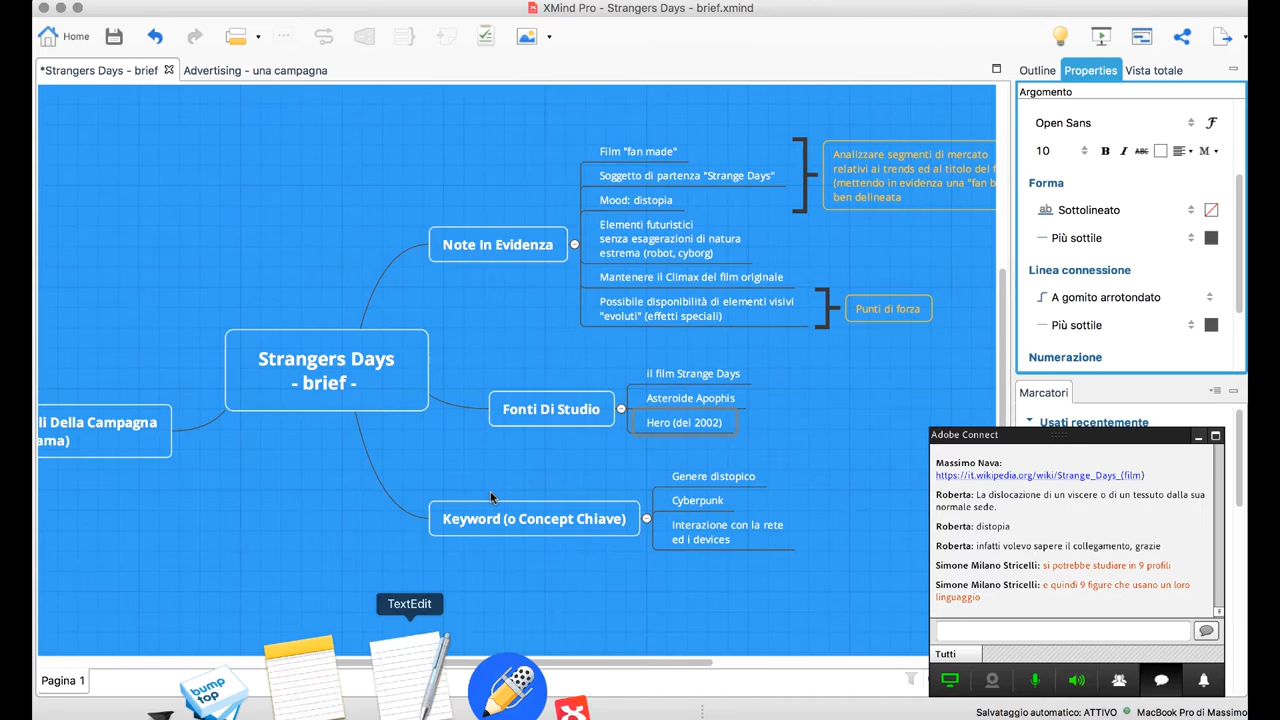 XMind Pro - Strangers Days - brief.xmind
Home
*Strangers Days - brief
Advertising - una campagna
Outline
Properties
Vista totale
Argomento
Open Sans
10
B
I
ABC
M
Forma
ab
Sottolineato
Più sottile
Linea connessione
A gomito arrotondato
Più sottile
Numerazione
Marcatori
Usati recentemente
Film "fan made"
Soggetto di partenza "Strange Days"
Mood: distopia
Elementi futuristici
senza esagerazioni di natura
estrema (robot, cyborg)
Mantenere il Climax del film originale
Possibile disponibilità di elementi visivi
"evoluti" (effetti speciali)
Analizzare segmenti di mercato
relativi ai trends ed al titolo del f
(mettendo in evidenza una "fan b
ben delineata
Punti di forza
Note In Evidenza
Strangers Days
- brief -
li Della Campagna
ama)
Fonti Di Studio
il film Strange Days
Asteroide Apophis
Hero (del 2002)
Keyword (o Concept Chiave)
Genere distopico
Cyberpunk
Interazione con la rete
ed i devices
Adobe Connect
Massimo Nava:
https://it.wikipedia.org/wiki/Strange_Days_(film)
Roberta: La dislocazione di un viscere o di un tessuto dalla sua
normale sede.
Roberta: distopia
Roberta: infatti volevo sapere il collegamento, grazie
Simone Milano Stricelli: si potrebbe studiare in 9 profili
Simone Milano Stricelli: e quindi 9 figure che usano un loro
linguaggio
Tutti
TextEdit
bump
top
Pagina 1
Salvataggio automatico: ATTIVO
MacBook Pro di Massimo